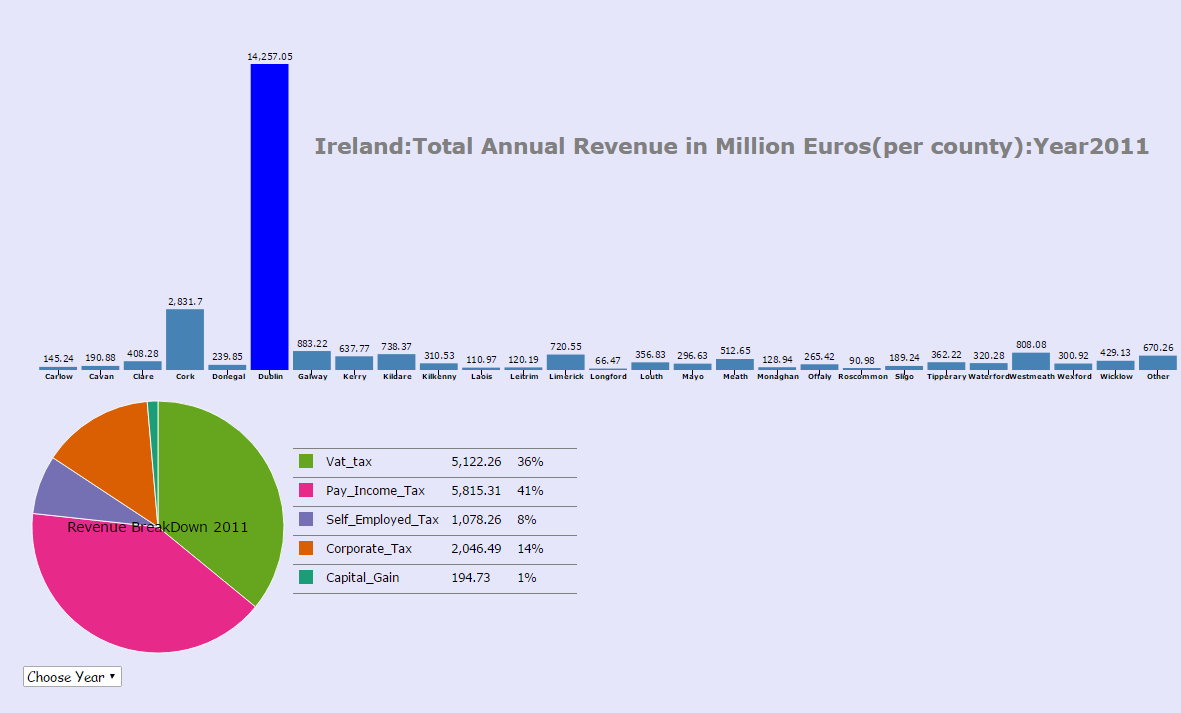 14,257.05
Ireland:Total Annual Revenue in Million Euros(per county):Year2011
145.24 190.88 408.28 2,831.7 239.85 883.22 637.77 738.37 310.53 110.97 120.19 720.55 66.47 356.83 296.63 512.65 128.94 265.42 90.98 189.24 362.22 320.28 808.08 300.92 429.13 670.26
Carlow Cavan Clare Cork Donegal Dublin Galway Kerry Kildare Kilkenny Laois Leitrim Limerick Longford Louth Mayo Meath Monaghan Offaly Roscommon Sligo Tipperary Waterford Westmeath Wexford Wicklow Other
Revenue BreakDown 2011
Vat_tax 5,122.26 36%
Pay_Income_Tax 5,815.31 41%
Self_Employed_Tax 1,078.26 8%
Corporate_Tax 2,046.49 14%
Capital_Gain 194.73 1%
Choose Year